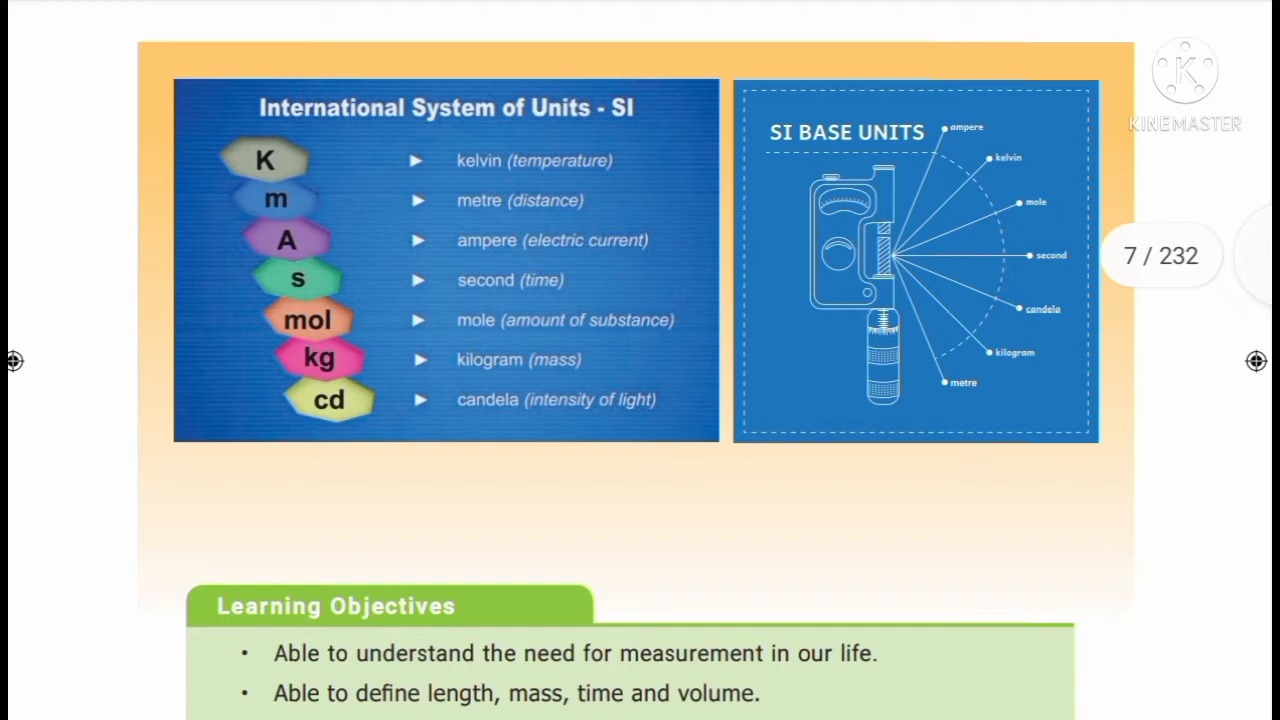 International System of Units - SI
K kelvin (temperature)
m metre (distance)
A ampere (electric current)
s second (time)
mol mole (amount of substance)
kg kilogram (mass)
cd candela (intensity of light)
SI BASE UNITS
ampere
kelvin
mole
second
candela
kilogram
metre
K
KINEMASTER
7 / 232
Learning Objectives
• Able to understand the need for measurement in our life.
• Able to define length, mass, time and volume.